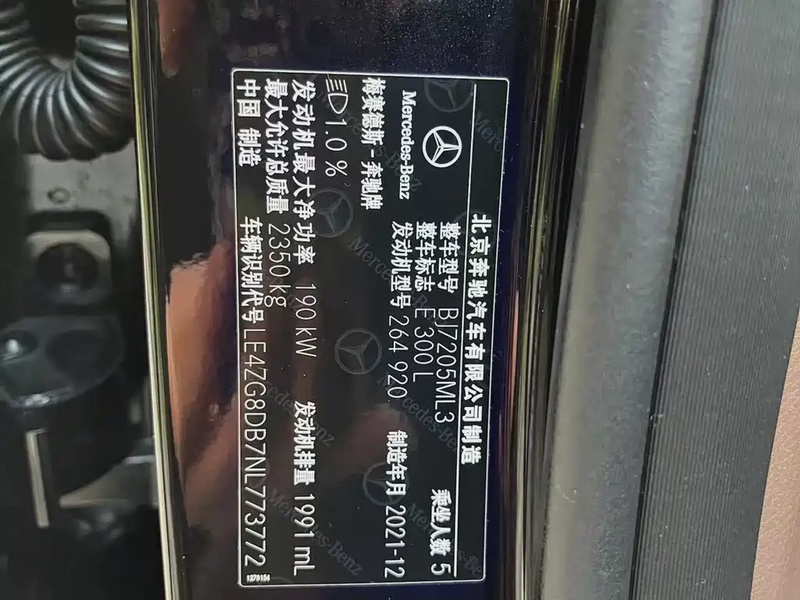 北京奔驰汽车有限公司制造
Mercedes-Benz
梅赛德斯-奔驰牌
整车型号 BJ7205ML3 乘坐人数 5
整车标志 E 300 L
发动机型号 264 920 制造年月 2021-12
1.0 %
发动机最大净功率 190 kW 发动机排量 1991 mL
最大允许总质量 2350 kg
中国 制造 车辆识别代号 LE4ZG8DB7NL773772